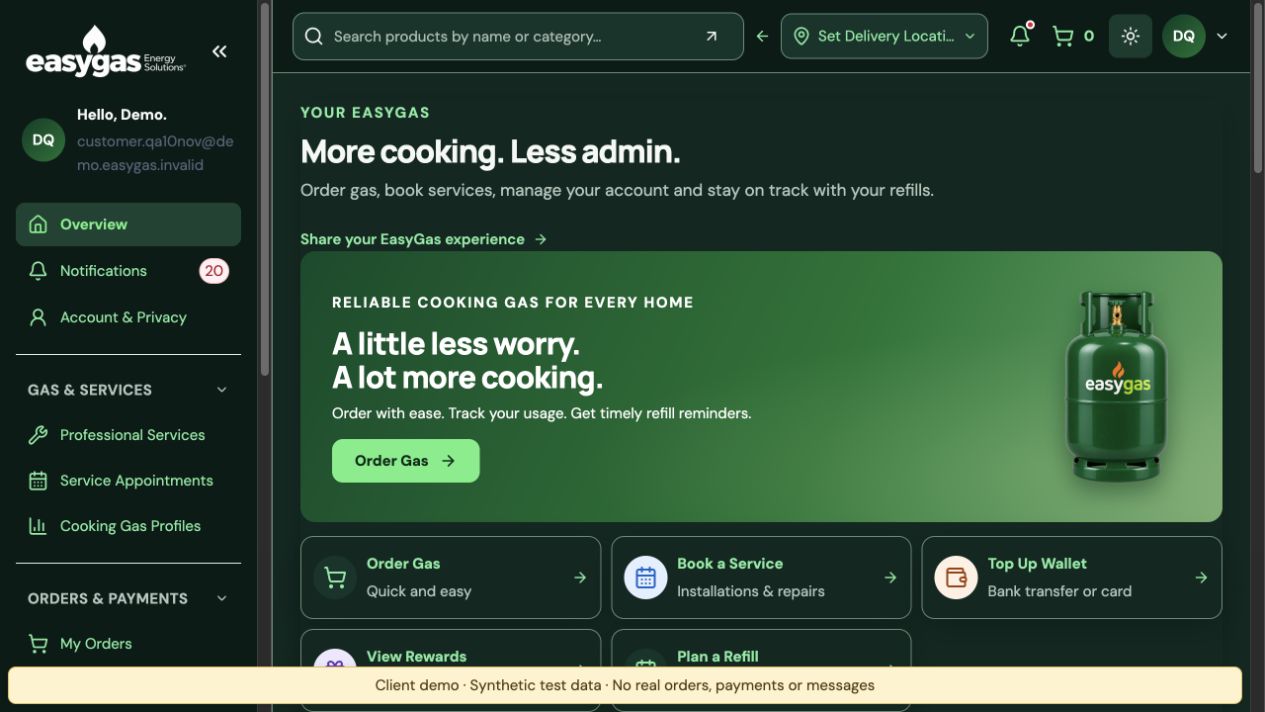 easygas Energy Solutions®
DQ
Hello, Demo.
customer.qa10nov@de
mo.easygas.invalid
Overview
Notifications 20
Account & Privacy
GAS & SERVICES
Professional Services
Service Appointments
Cooking Gas Profiles
ORDERS & PAYMENTS
My Orders
Search products by name or category...
Set Delivery Locati...
0
DQ
YOUR EASYGAS
More cooking. Less admin.
Order gas, book services, manage your account and stay on track with your refills.
Share your EasyGas experience
RELIABLE COOKING GAS FOR EVERY HOME
A little less worry.
A lot more cooking.
Order with ease. Track your usage. Get timely refill reminders.
Order Gas
easygas
Order Gas
Quick and easy
Book a Service
Installations & repairs
Top Up Wallet
Bank transfer or card
View Rewards
Plan a Refill
Client demo · Synthetic test data · No real orders, payments or messages